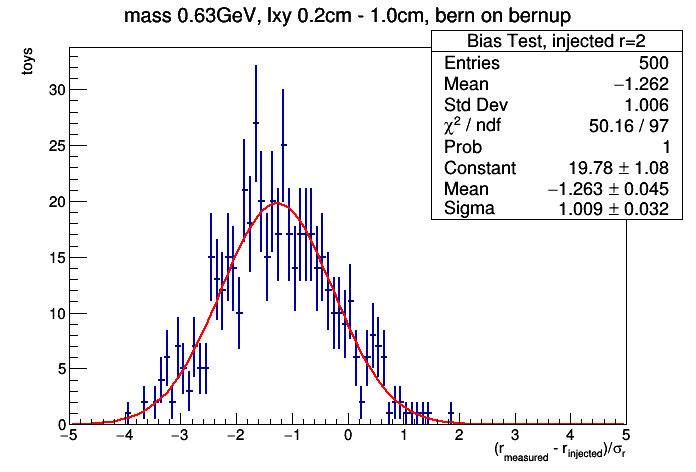 mass 0.63GeV, lxy 0.2cm - 1.0cm, bern on bernup
toys
Bias Test, injected r=2
Entries 500
Mean −1.262
Std Dev 1.006
χ² / ndf 50.16 / 97
Prob 1
Constant 19.78 ± 1.08
Mean −1.263 ± 0.045
Sigma 1.009 ± 0.032
30
25
20
15
10
5
0
−5 −4 −3 −2 −1 0 1 2 3 4 5
(r_measured - r_injected)/σ_r